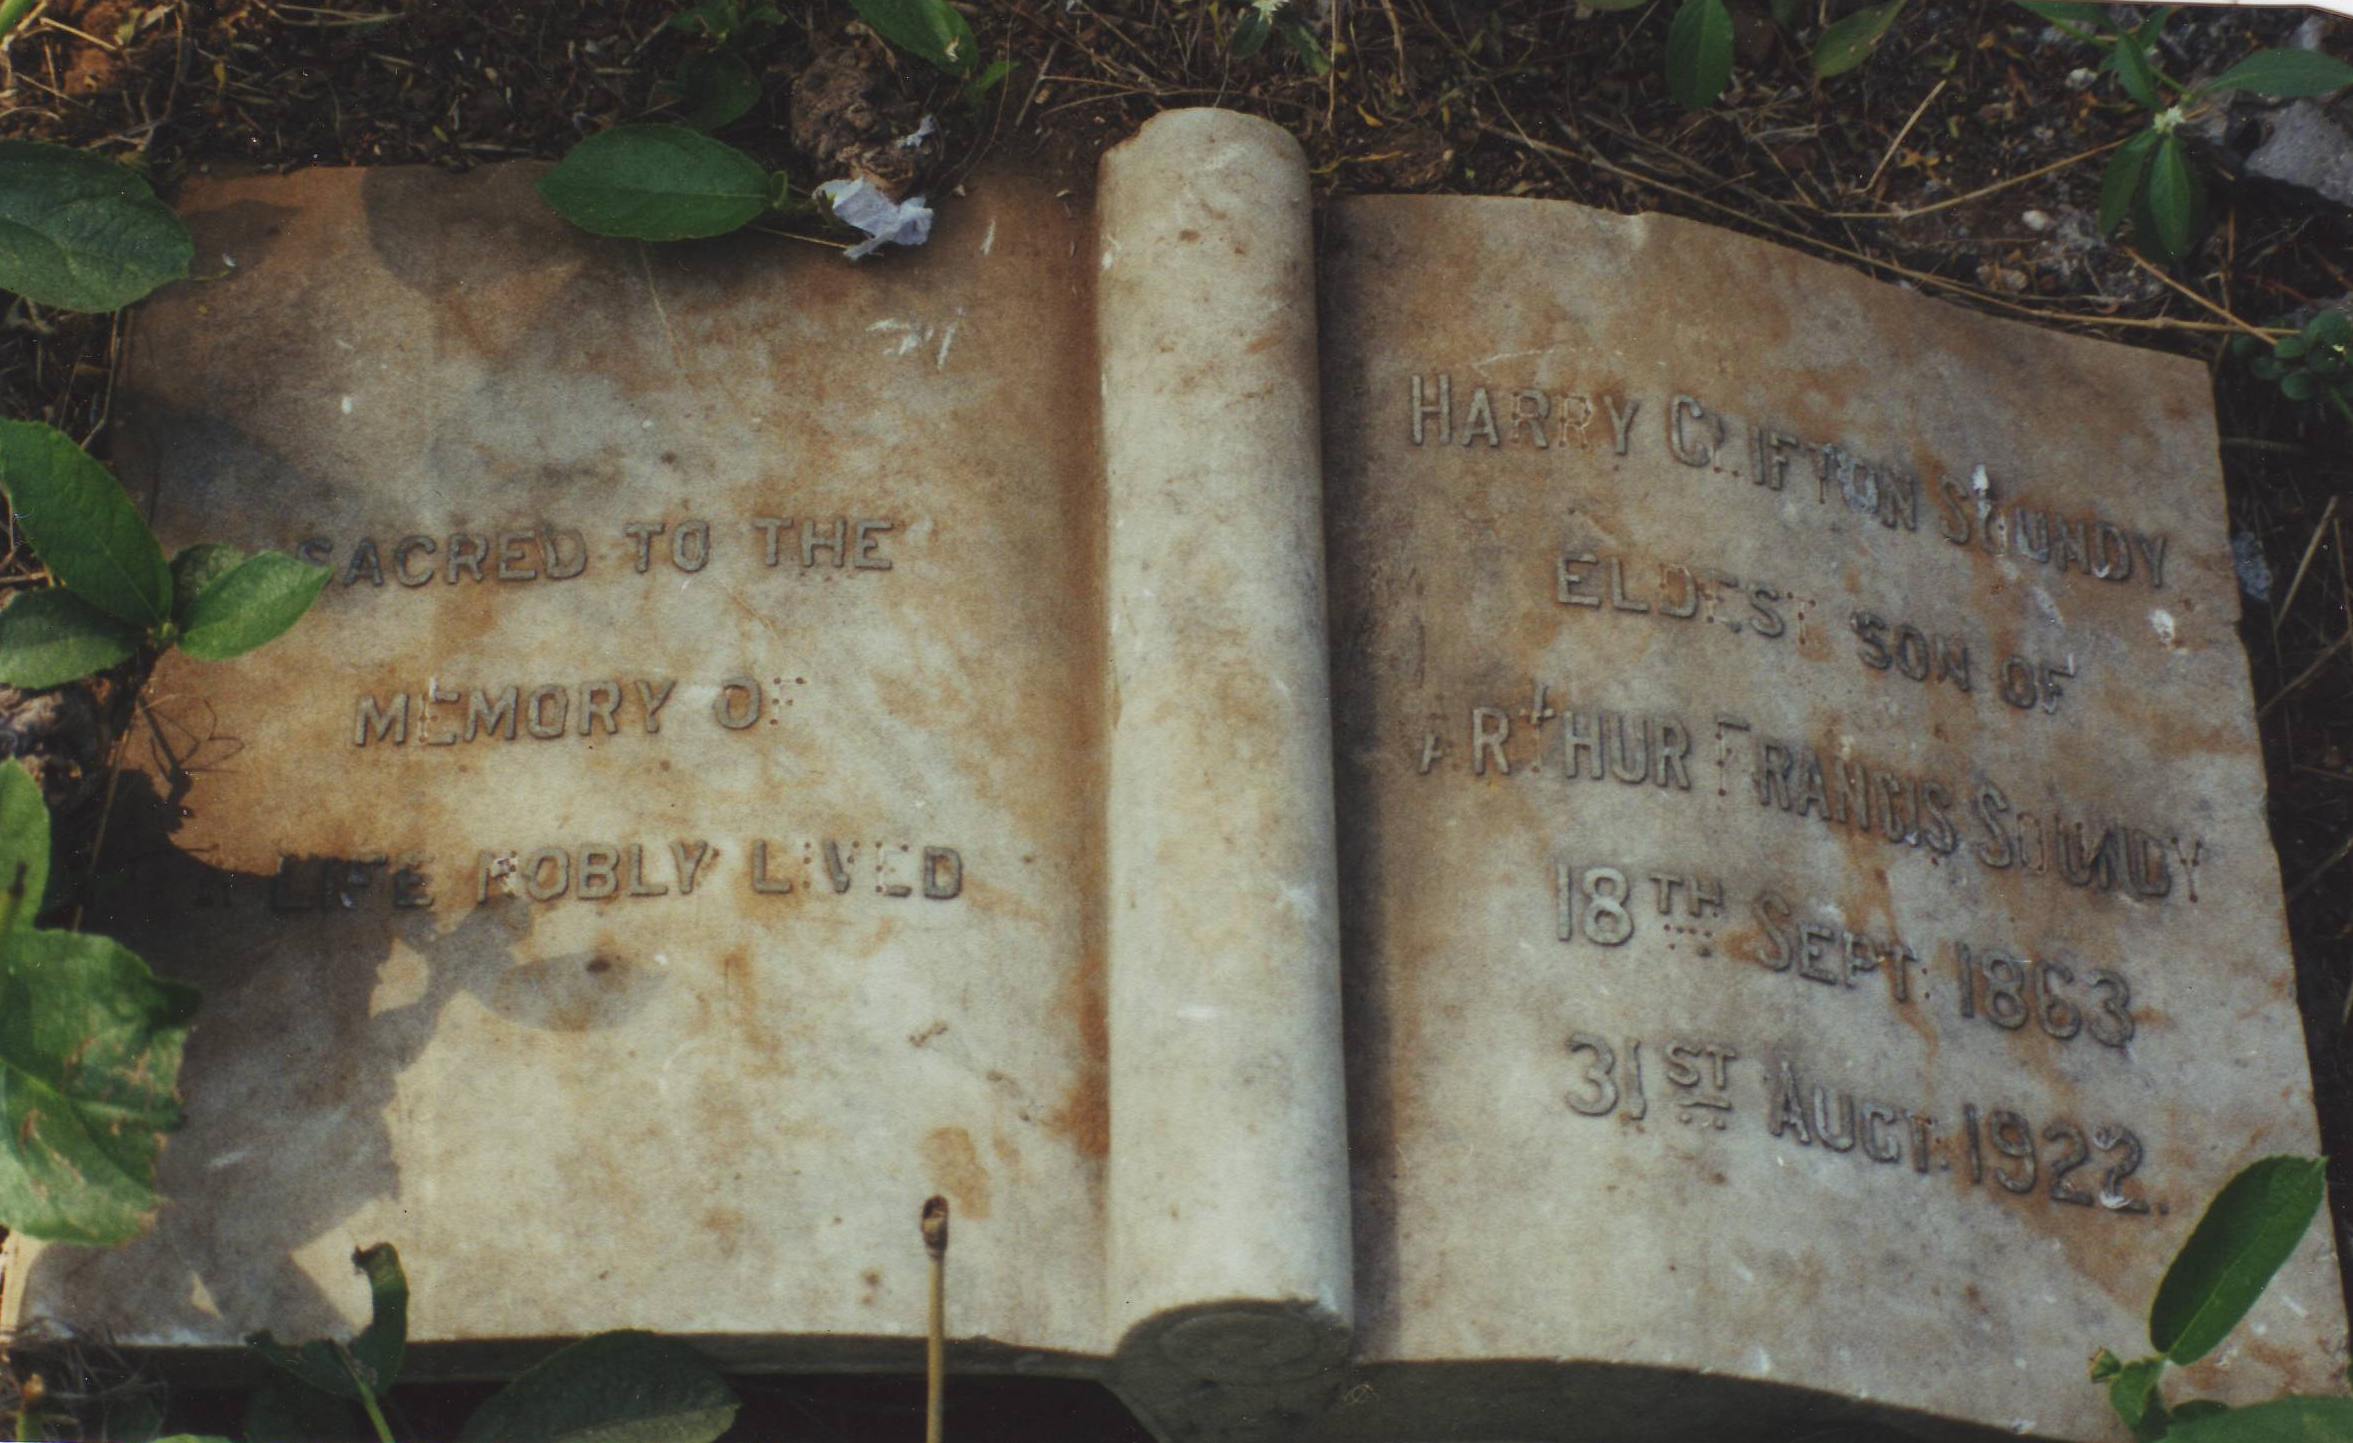 SACRED TO THE
MEMORY OF
A LIFE NOBLY LIVED
HARRY CLIFTON SOUNDY
ELDEST SON OF
ARTHUR FRANCIS SOUNDY
18TH SEPT. 1863
31ST AUGT. 1922.